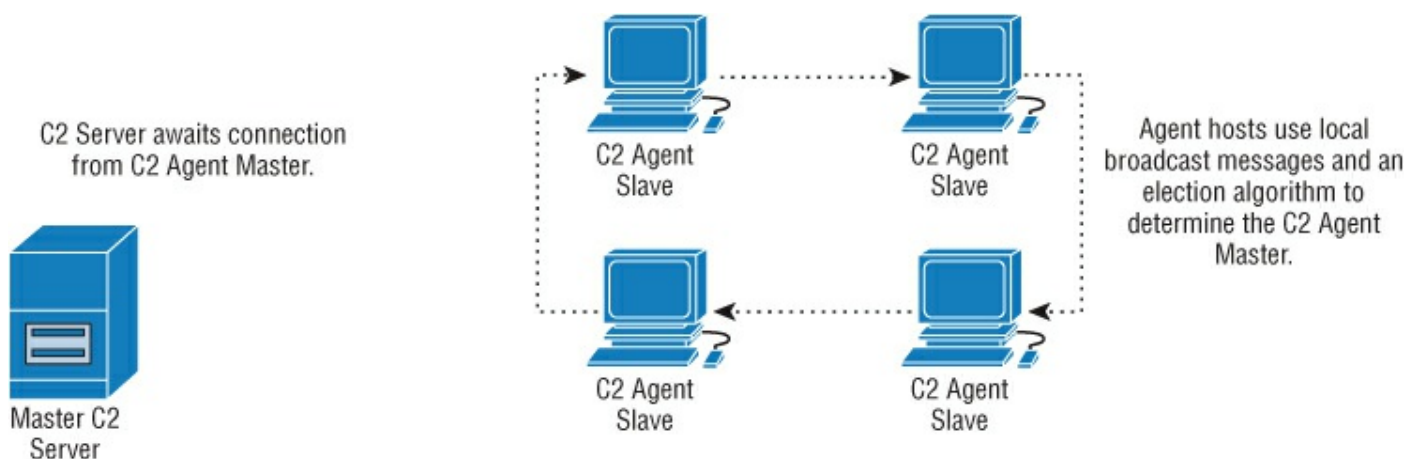 C2 Server awaits connection
from C2 Agent Master.
Master C2
Server
C2 Agent
Slave
C2 Agent
Slave
C2 Agent
Slave
C2 Agent
Slave
Agent hosts use local
broadcast messages and an
election algorithm to
determine the C2 Agent
Master.